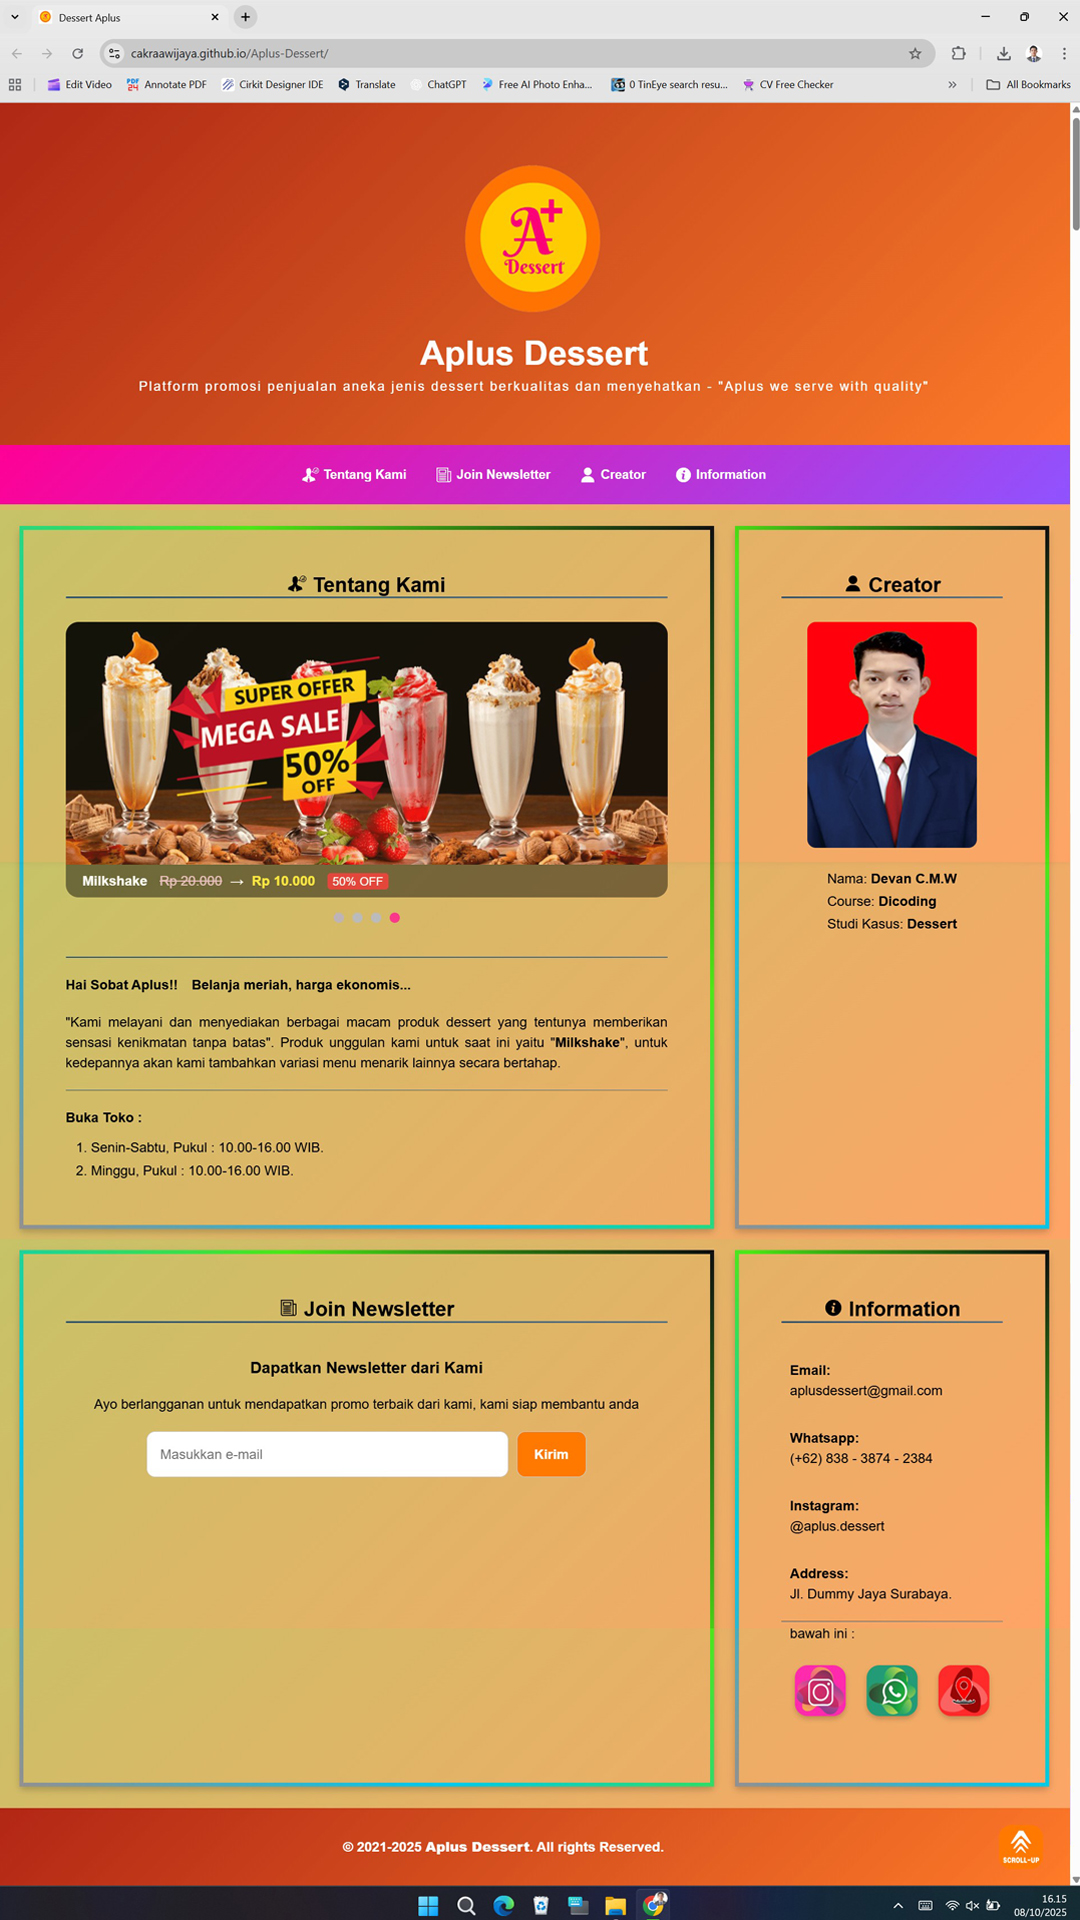 Dessert Aplus
cakraawijaya.github.io/Aplus-Dessert/
Edit Video
Annotate PDF
Cirkit Designer IDE
Translate
ChatGPT
Free AI Photo Enha...
0 TinEye search resu...
CV Free Checker
All Bookmarks
A+
Dessert
Aplus Dessert
Platform promosi penjualan aneka jenis dessert berkualitas dan menyehatkan - "Aplus we serve with quality"
Tentang Kami
Join Newsletter
Creator
Information
Tentang Kami
SUPER OFFER
MEGA SALE
50%
OFF
Milkshake Rp 20.000 → Rp 10.000 50% OFF
Hai Sobat Aplus!! Belanja meriah, harga ekonomis...
"Kami melayani dan menyediakan berbagai macam produk dessert yang tentunya memberikan
sensasi kenikmatan tanpa batas". Produk unggulan kami untuk saat ini yaitu "Milkshake", untuk
kedepannya akan kami tambahkan variasi menu menarik lainnya secara bertahap.
Buka Toko :
1. Senin-Sabtu, Pukul : 10.00-16.00 WIB.
2. Minggu, Pukul : 10.00-16.00 WIB.
Creator
Nama: Devan C.M.W
Course: Dicoding
Studi Kasus: Dessert
Join Newsletter
Dapatkan Newsletter dari Kami
Ayo berlangganan untuk mendapatkan promo terbaik dari kami, kami siap membantu anda
Masukkan e-mail
Kirim
Information
Email:
aplusdessert@gmail.com
Whatsapp:
(+62) 838 - 3874 - 2384
Instagram:
@aplus.dessert
Address:
Jl. Dummy Jaya Surabaya.
bawah ini :
© 2021-2025 Aplus Dessert. All rights Reserved.
SCROLL-UP
16.15
08/10/2025